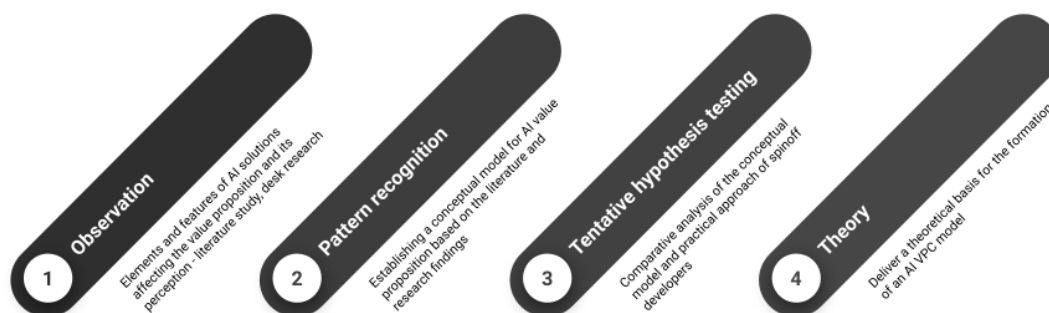 1
Observation
Elements and features of AI solutions
affecting the value proposition and its
perception - literature study, desk research
2
Pattern recognition
Establishing a conceptual model for AI value
proposition based on the literature and
research findings
3
Tentative hypothesis testing
Comparative analysis of the conceptual
model and practical approach of spinoff
developers
4
Theory
Deliver a theoretical basis for the formation
of an AI VPC model